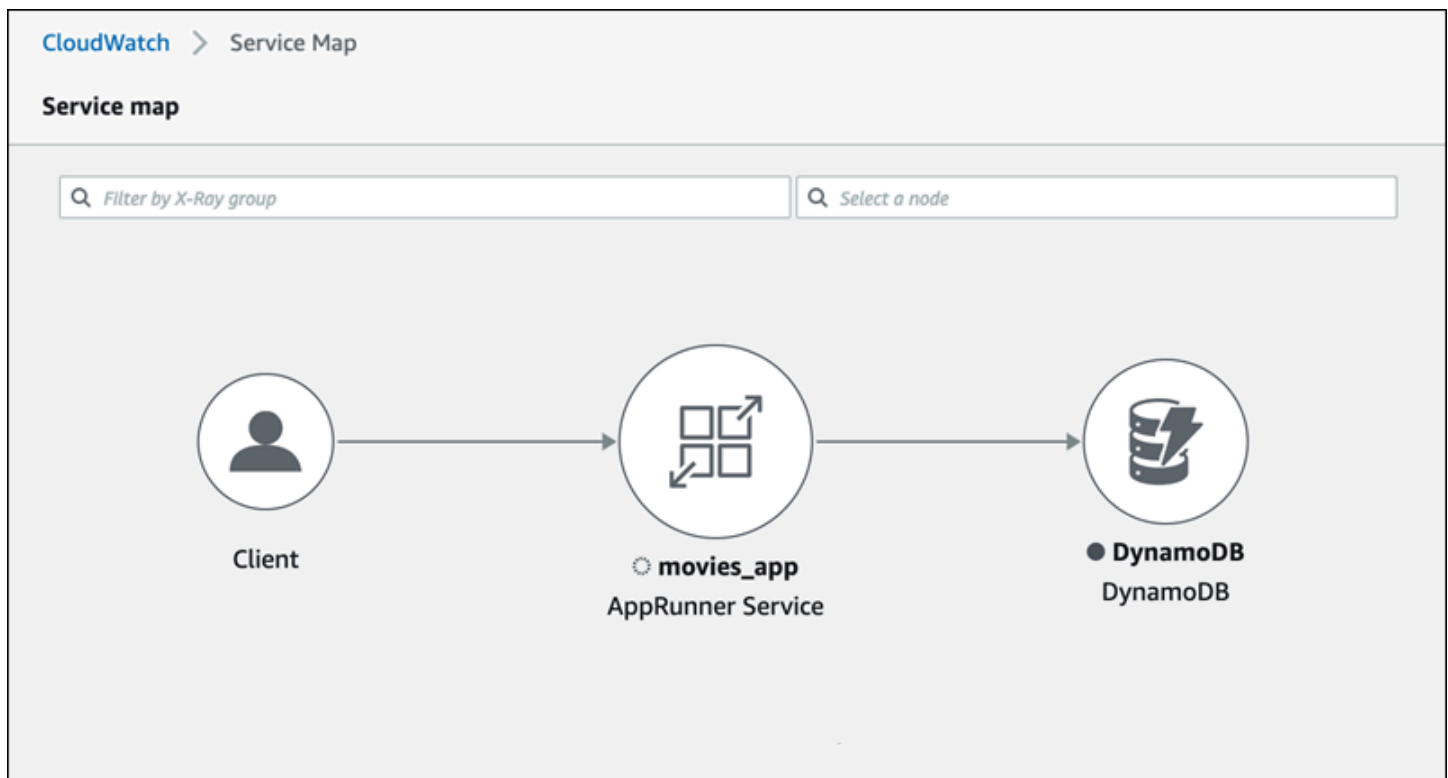 CloudWatch > Service Map
Service map
Filter by X-Ray group
Select a node
Client
movies_app
AppRunner Service
DynamoDB
DynamoDB